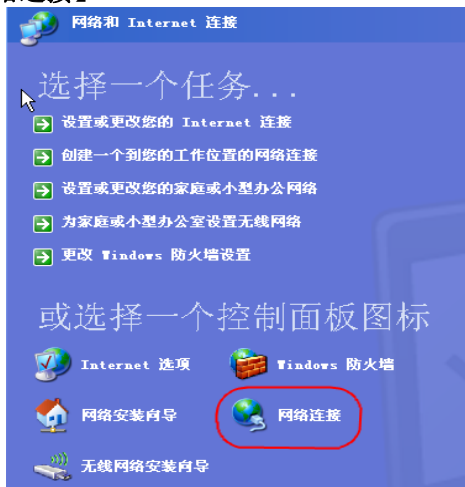 网络和 Internet 连接
选择一个任务...
设置或更改您的 Internet 连接
创建一个到您的工作位置的网络连接
设置或更改您的家庭或小型办公网络
为家庭或小型办公室设置无线网络
更改 Windows 防火墙设置
或选择一个控制面板图标
Internet 选项
Windows 防火墙
网络安装向导
网络连接
无线网络安装向导